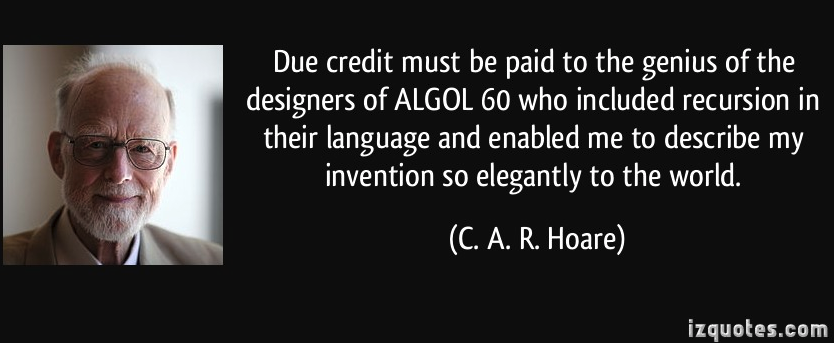 Due credit must be paid to the genius of the
designers of ALGOL 60 who included recursion in
their language and enabled me to describe my
invention so elegantly to the world.
(C. A. R. Hoare)
izquotes.com